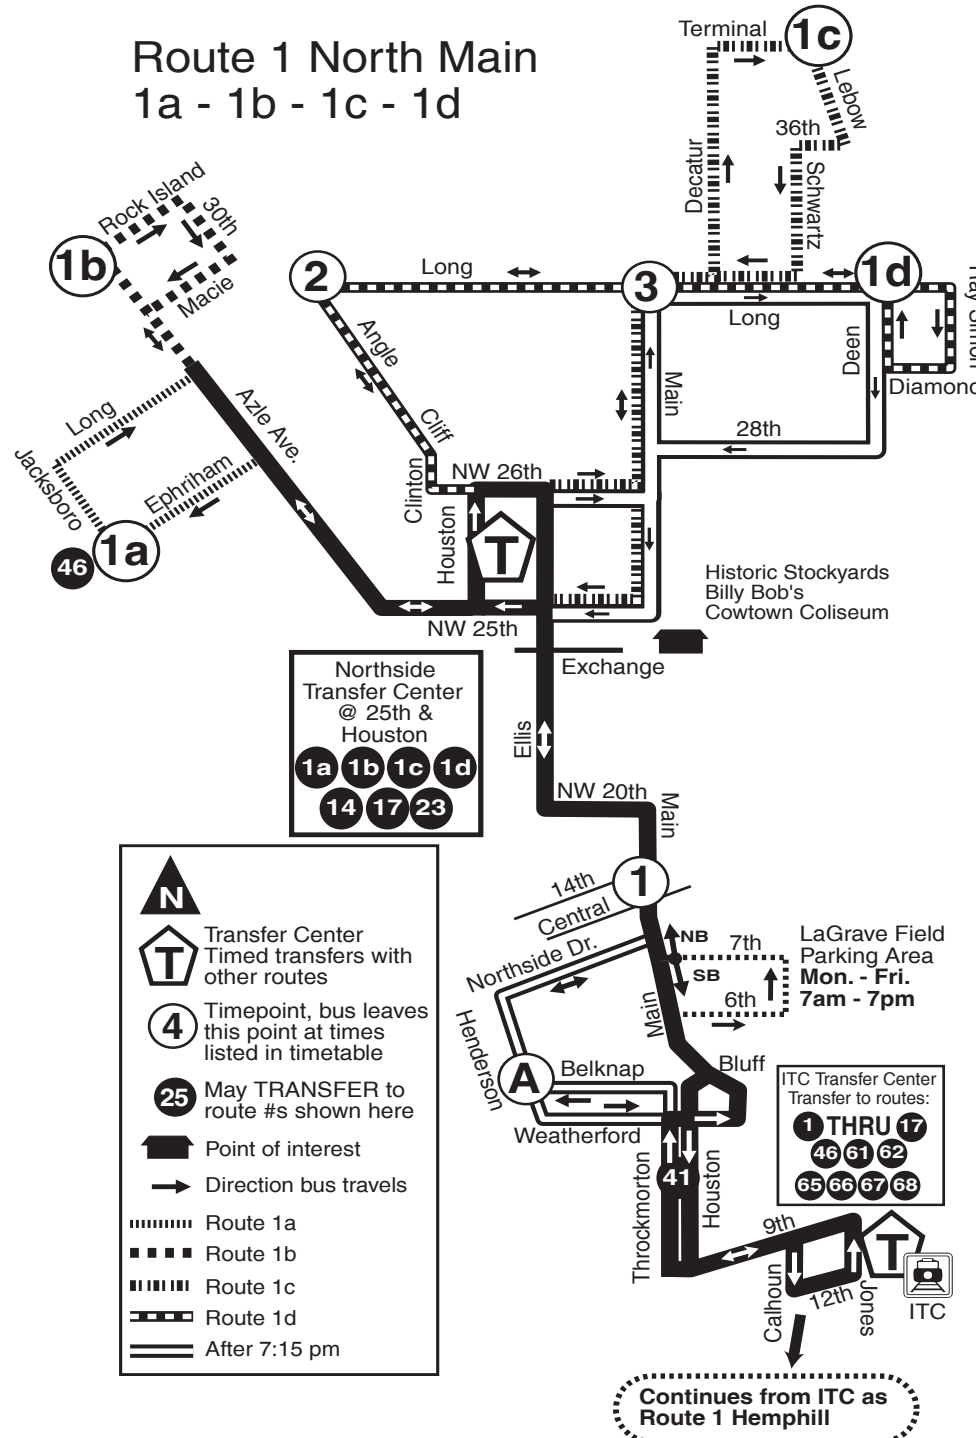 Route 1 North Main
1a - 1b - 1c - 1d
Terminal
1c
Lebow
36th
Decatur
Schwartz
Rock Island
30th
1b
Macie
2
Long
3
1d
Long
Deen
Diamond
Angle
Main
28th
Cliff
Azle Ave.
Long
Jacksboro
Ephriham
1a
46
Clinton
NW 26th
Houston
T
NW 25th
Historic Stockyards
Billy Bob's
Cowtown Coliseum
Exchange
Northside
Transfer Center
@ 25th &
Houston
1a 1b 1c 1d
14 17 23
Ellis
NW 20th
Main
1
14th
Central
Northside Dr.
NB
SB
7th
6th
LaGrave Field
Parking Area
Mon. - Fri.
7am - 7pm
Main
Henderson
A
Belknap
Bluff
Weatherford
Throckmorton
41
Houston
ITC Transfer Center
Transfer to routes:
1 THRU 17
46 61 62
65 66 67 68
9th
T
Calhoun
12th
Jones
ITC
Continues from ITC as
Route 1 Hemphill
N
T
Transfer Center
Timed transfers with
other routes
4
Timepoint, bus leaves
this point at times
listed in timetable
25
May TRANSFER to
route #s shown here
Point of interest
Direction bus travels
Route 1a
Route 1b
Route 1c
Route 1d
After 7:15 pm